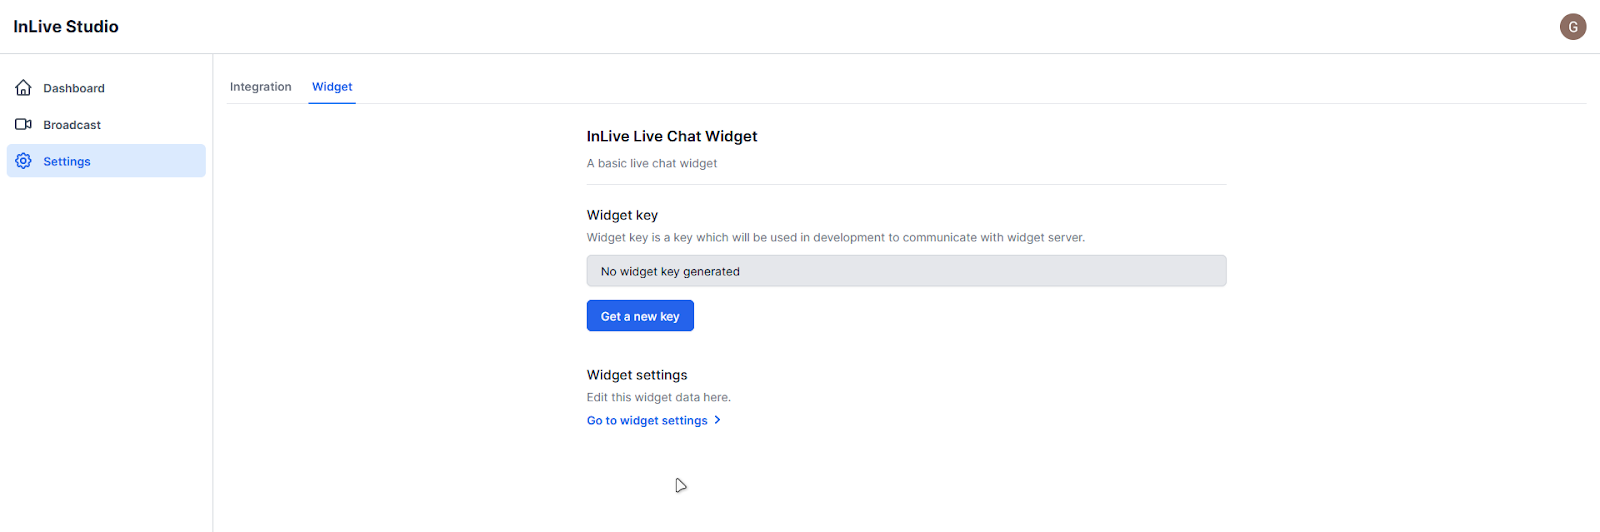 InLive Studio
G
Dashboard
Broadcast
Settings
Integration
Widget
InLive Live Chat Widget
A basic live chat widget
Widget key
Widget key is a key which will be used in development to communicate with widget server.
No widget key generated
Get a new key
Widget settings
Edit this widget data here.
Go to widget settings